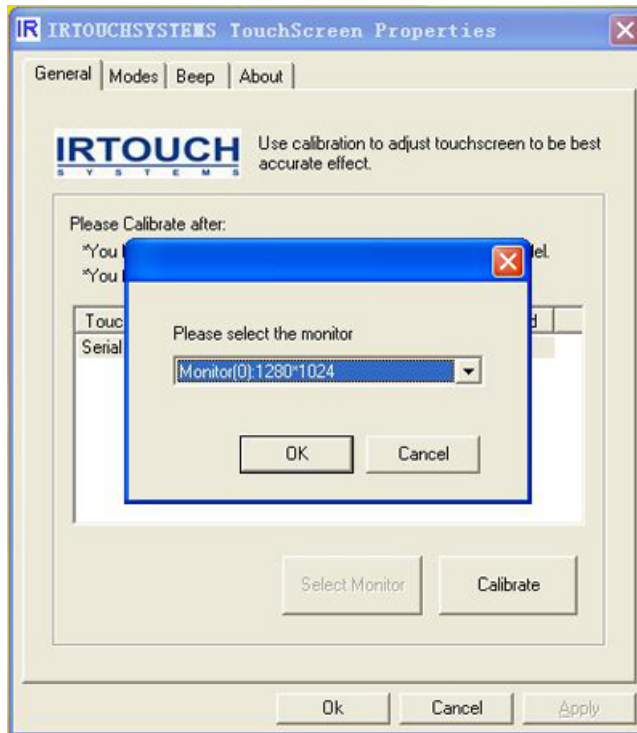 IR IRTOUCHSYSTEMS TouchScreen Properties
General Modes Beep About
IRTOUCH
SYSTEMS
Use calibration to adjust touchscreen to be best
accurate effect.
Please Calibrate after:
*You
*You
Touc
Serial
Please select the monitor
Monitor(0):1280*1024
OK Cancel
Select Monitor Calibrate
Ok Cancel Apply